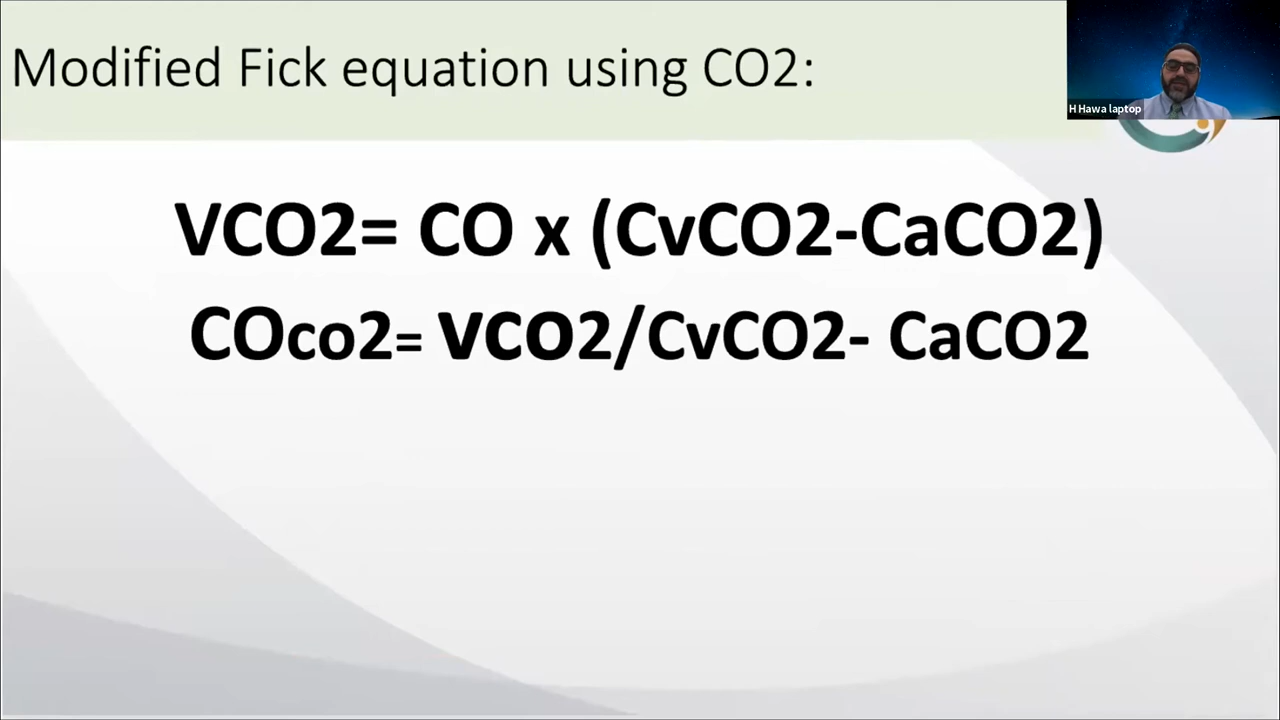 Modified Fick equation using CO2:
H Hawa laptop
VCO2= CO x (CvCO2-CaCO2)
COco2= vco2/CvCO2- CaCO2